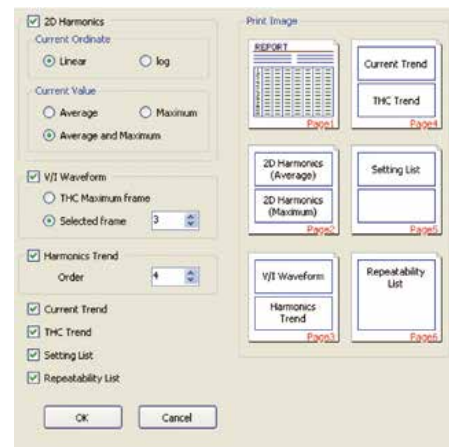 2D Harmonics
Current Ordinate
Linear
log
Current Value
Average
Maximum
Average and Maximum
V/I Waveform
THC Maximum frame
Selected frame
3
Harmonics Trend
Order
4
Current Trend
THC Trend
Setting List
Repeatability List
OK
Cancel
Print Image
REPORT
Page1
Current Trend
THC Trend
Page4
2D Harmonics
(Average)
2D Harmonics
(Maximum)
Page2
Setting List
Page5
V/I Waveform
Harmonics
Trend
Page3
Repeatability
List
Page6